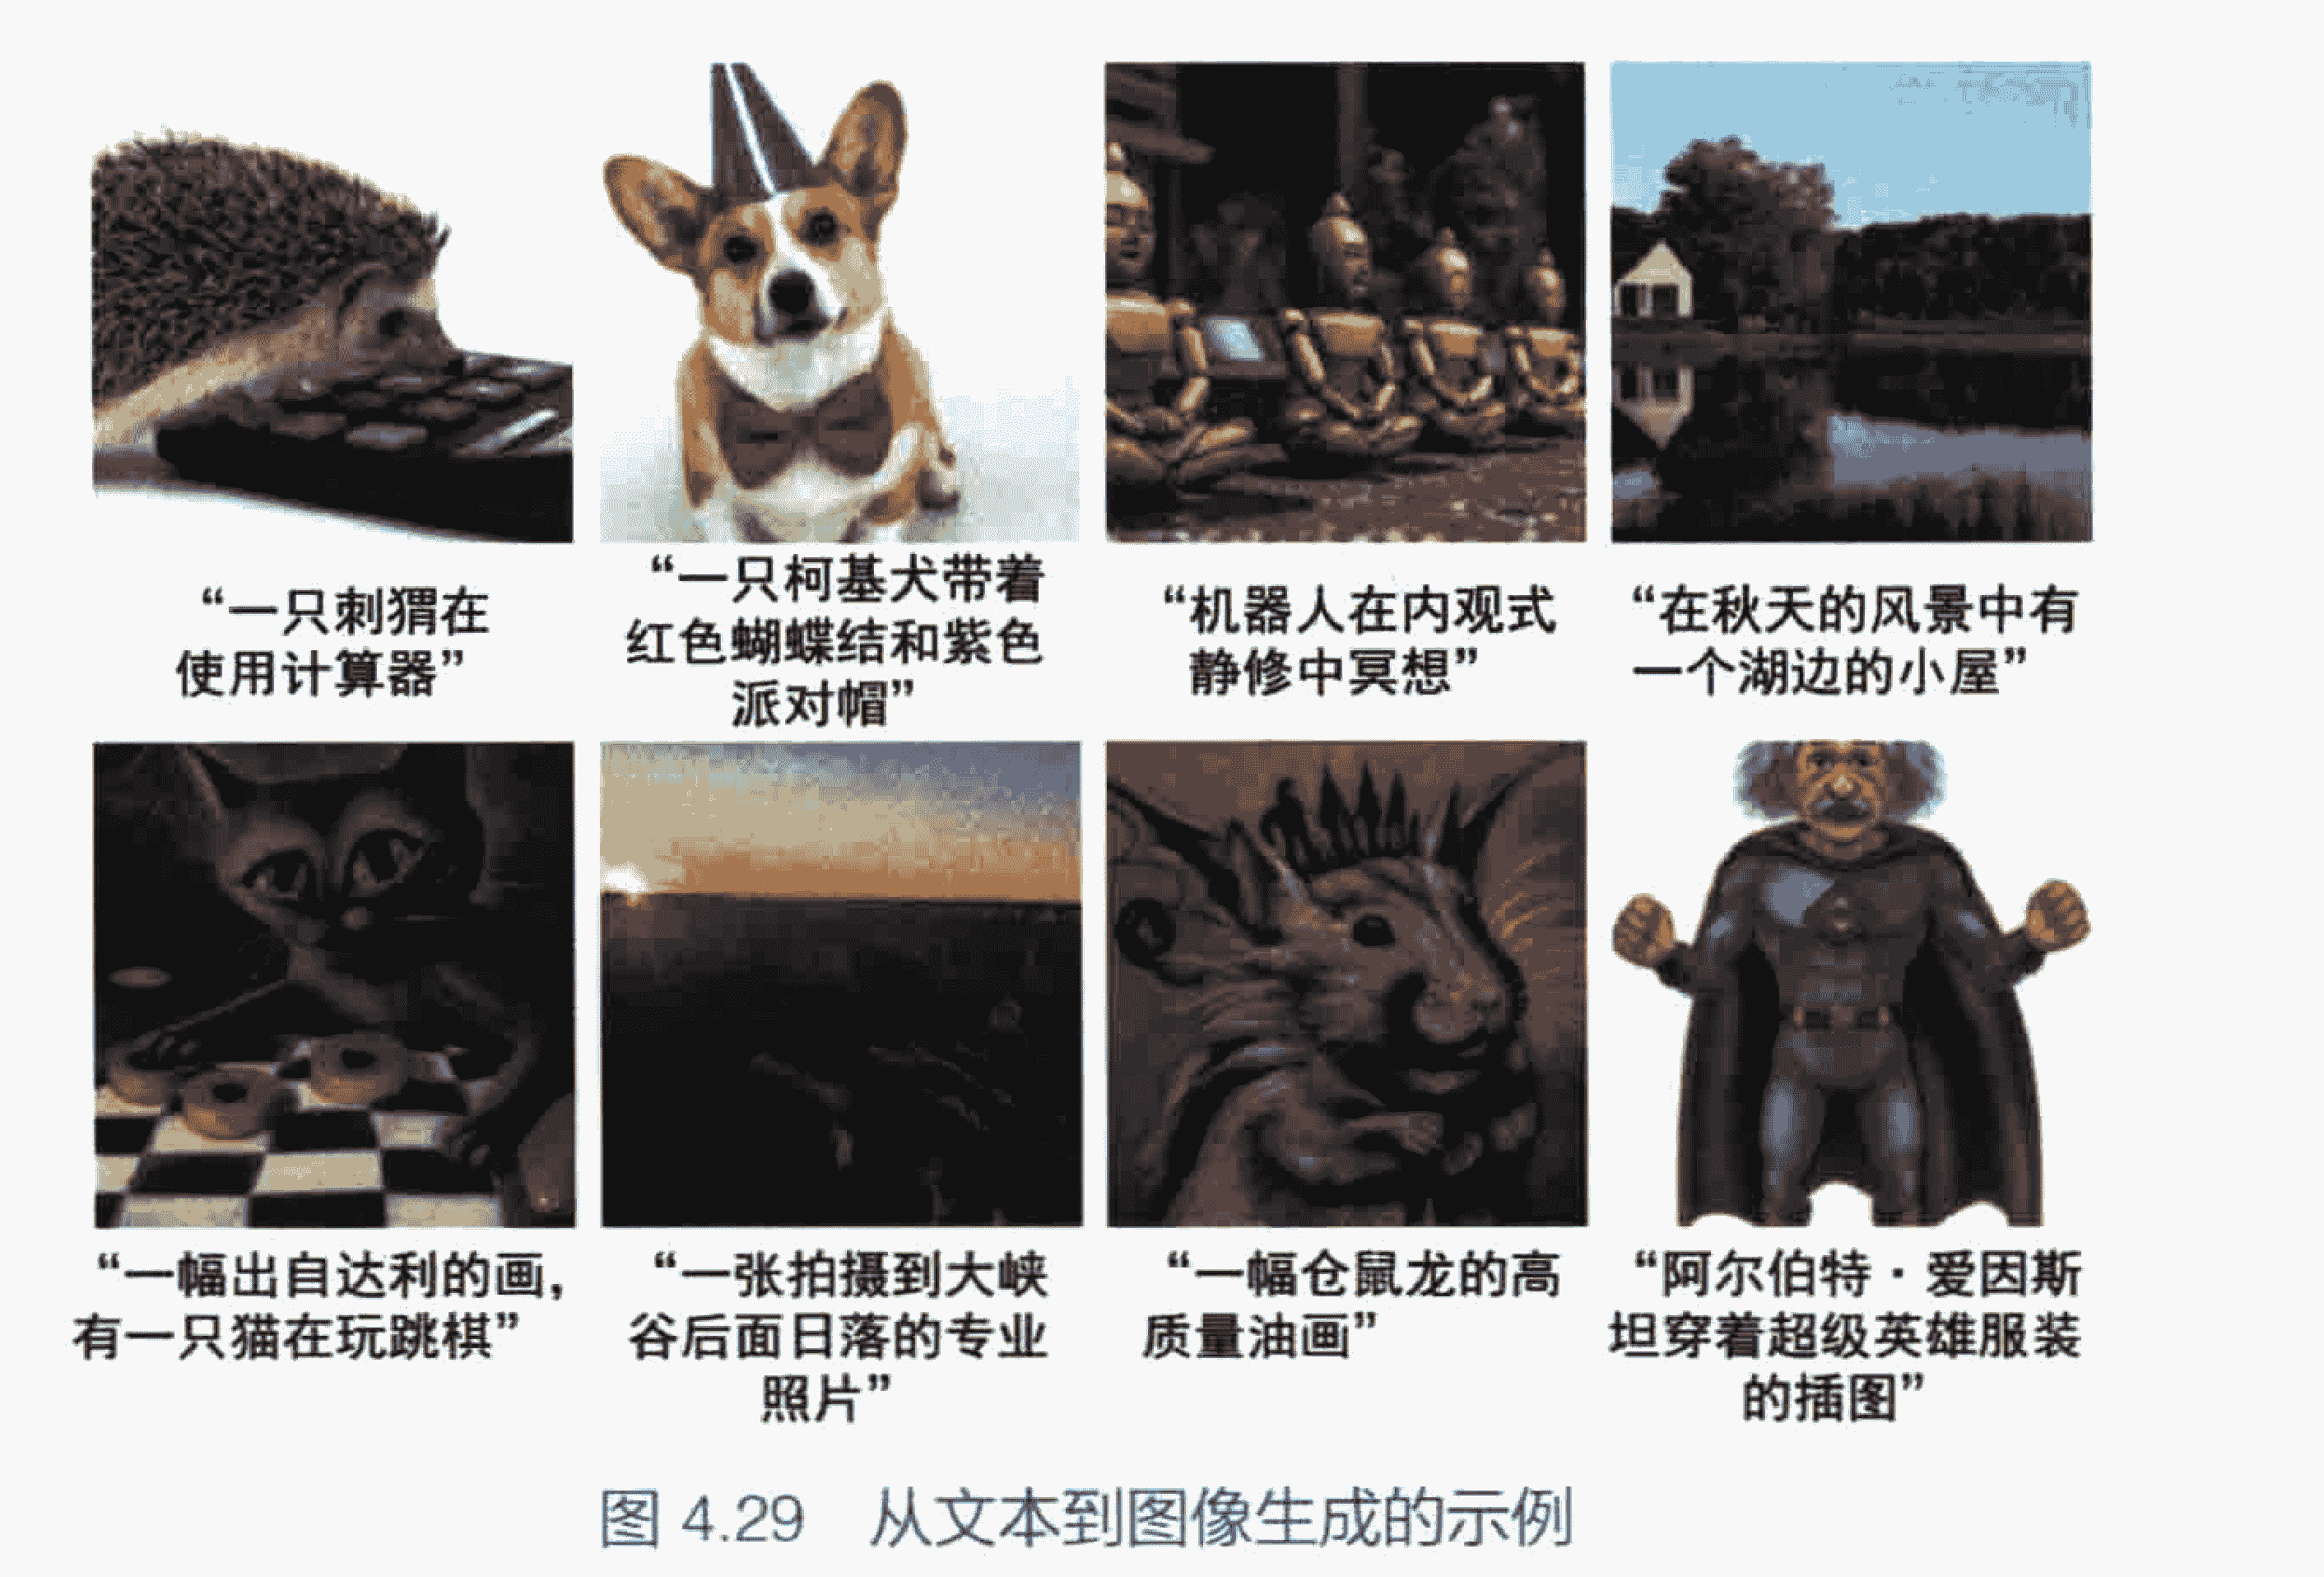 “一只刺猬在
使用计算器”
“一只柯基犬带着
红色蝴蝶结和紫色
派对帽”
“机器人在内观式
静修中冥想”
“在秋天的风景中有
一个湖边的小屋”
“一幅出自达利的画，
有一只猫在玩跳棋”
“一张拍摄到大峡
谷后面日落的专业
照片”
“一幅仓鼠龙的高
质量油画”
“阿尔伯特·爱因斯
坦穿着超级英雄服装
的插图”
图 4.29 从文本到图像生成的示例